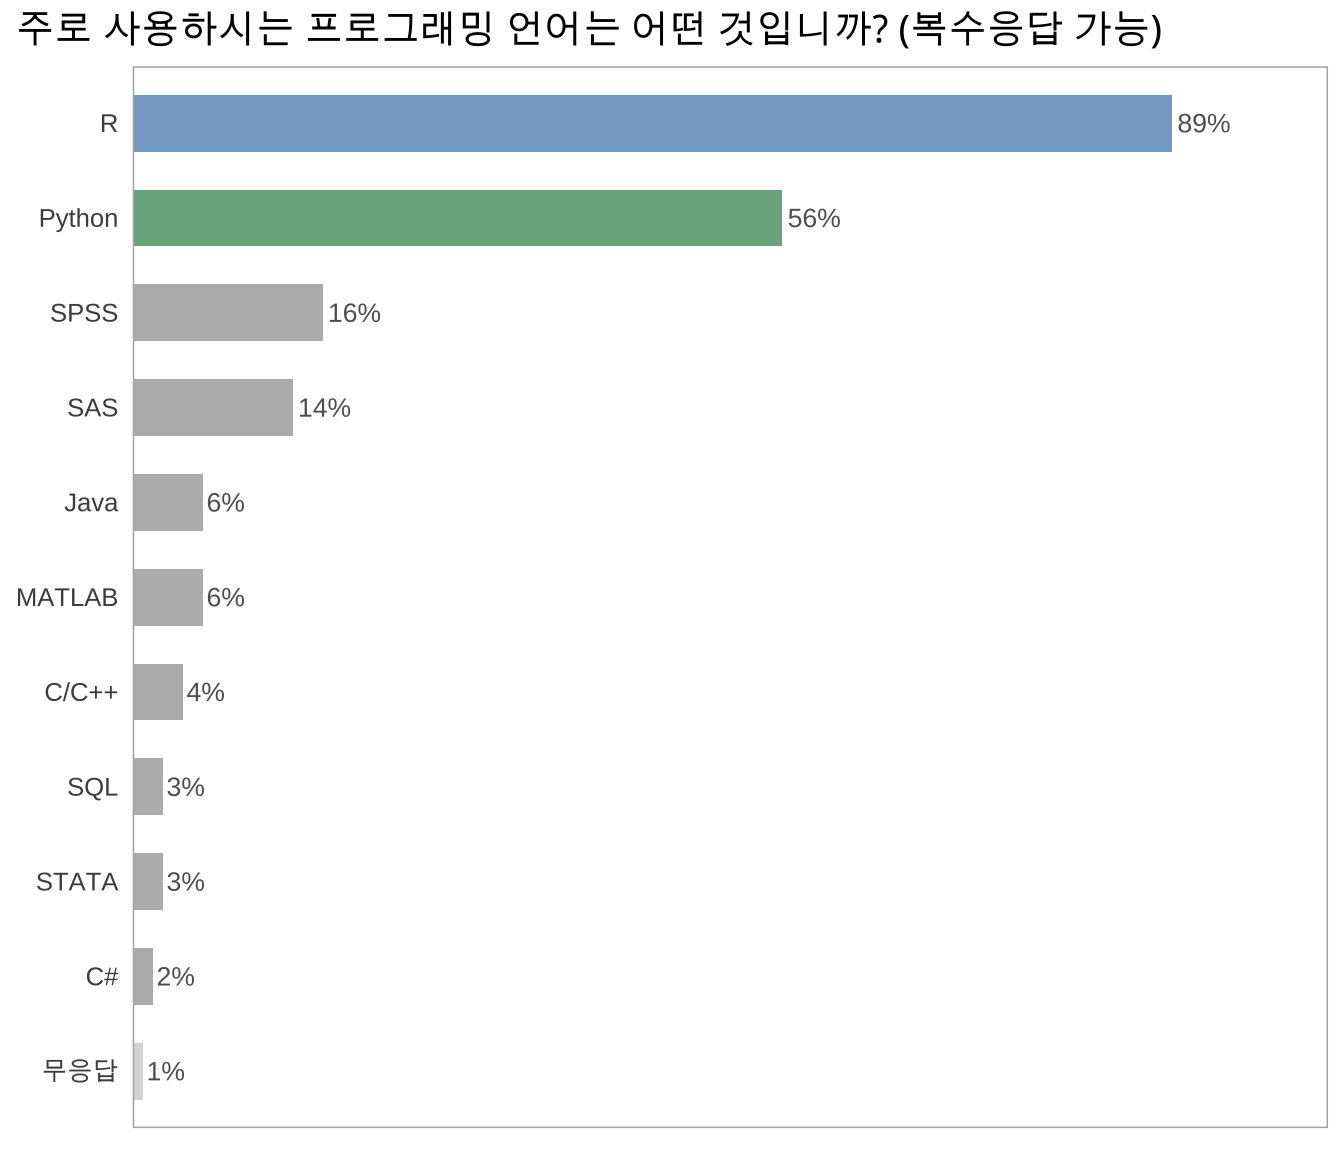 주로 사용하시는 프로그래밍 언어는 어떤 것입니까? (복수응답 가능)
R 89%
Python 56%
SPSS 16%
SAS 14%
Java 6%
MATLAB 6%
C/C++ 4%
SQL 3%
STATA 3%
C# 2%
무응답 1%